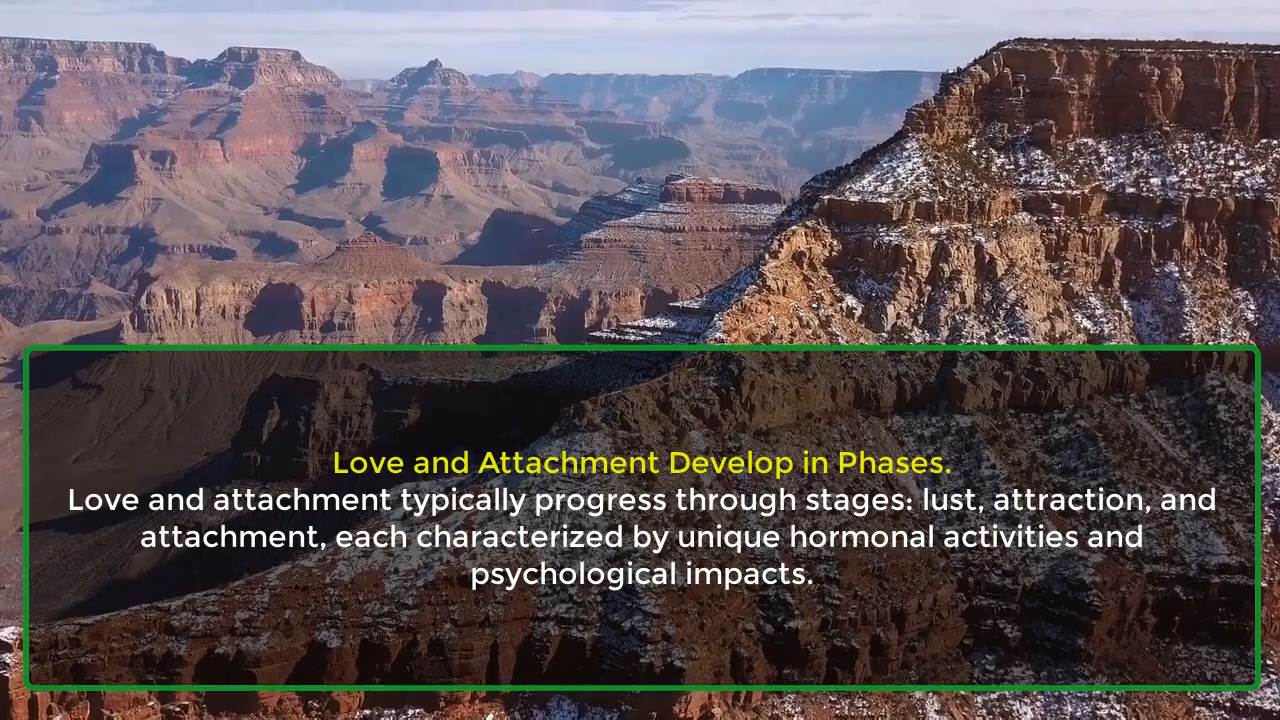 Love and Attachment Develop in Phases.
Love and attachment typically progress through stages: lust, attraction, and
attachment, each characterized by unique hormonal activities and
psychological impacts.